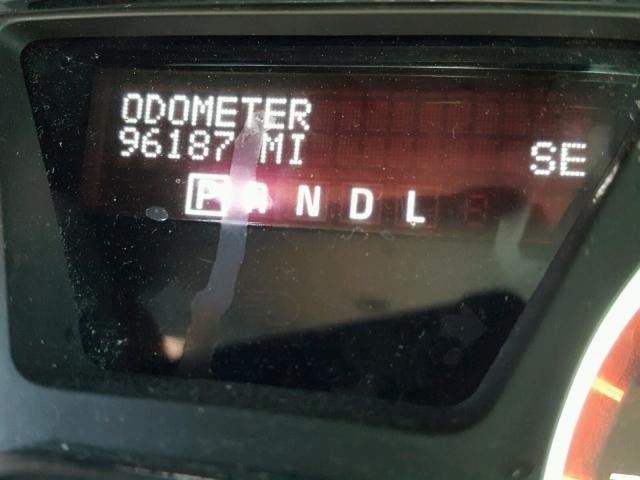 ODOMETER
96187 MI
SE
P R N D L